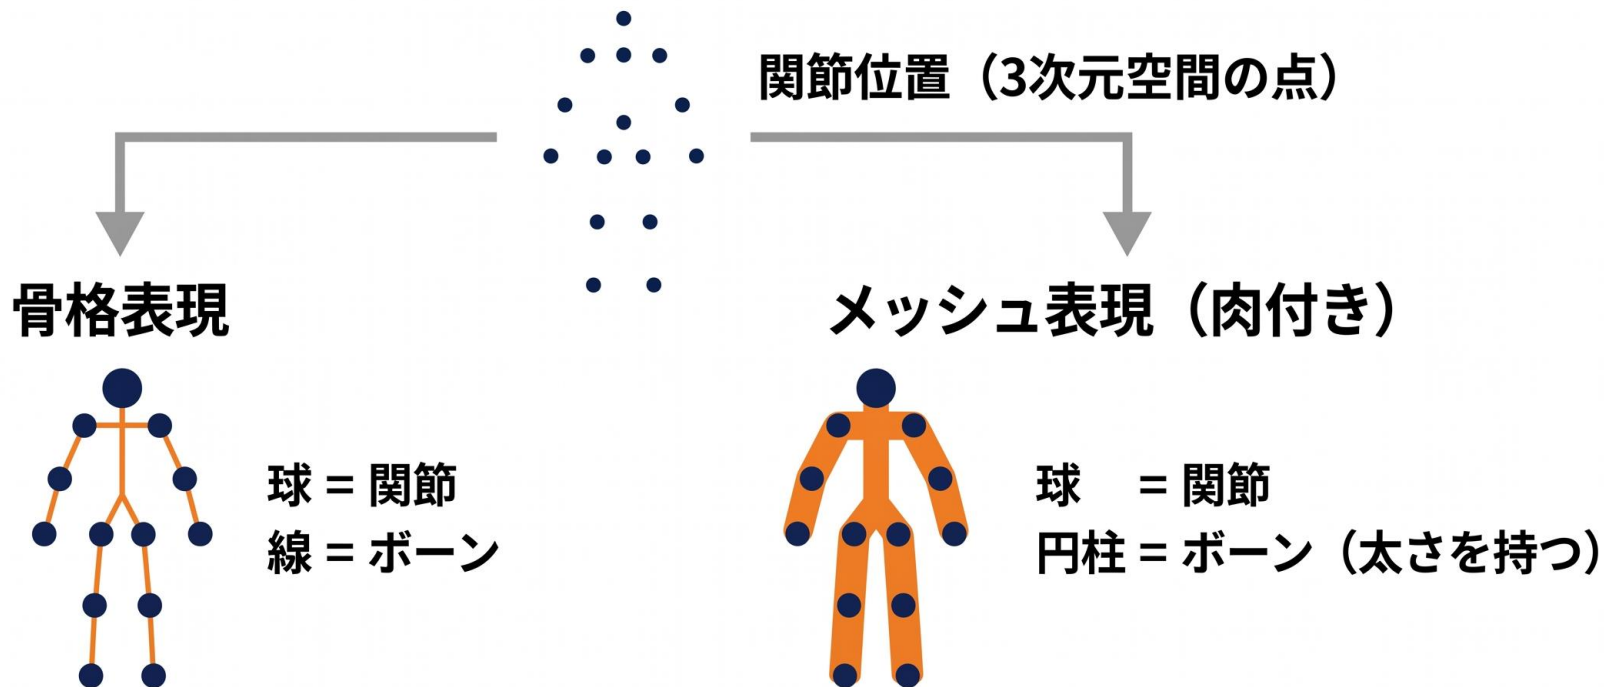 関節位置（3次元空間の点）
骨格表現
球 = 関節
線 = ボーン
メッシュ表現（肉付き）
球　 = 関節
円柱 = ボーン（太さを持つ）